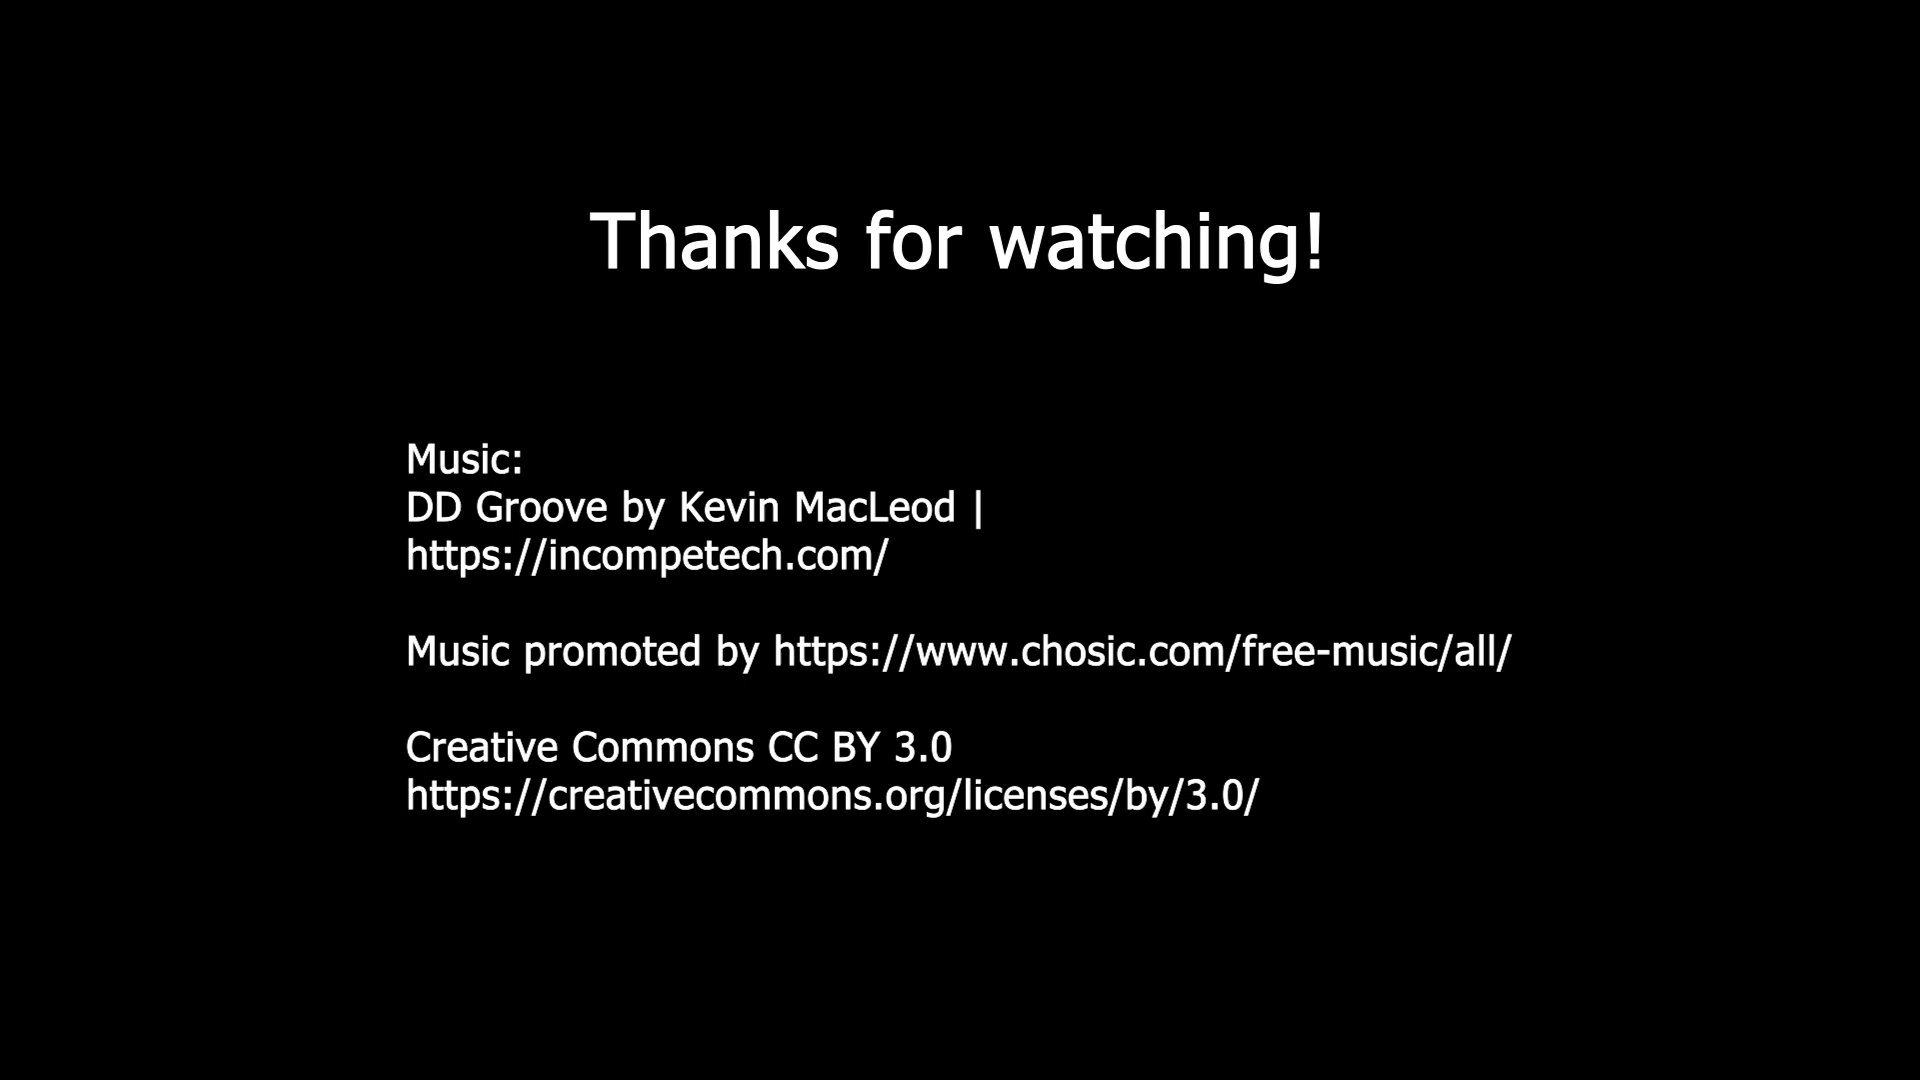 Thanks for watching!
Music:
DD Groove by Kevin MacLeod |
https://incompetech.com/
Music promoted by https://www.chosic.com/free-music/all/
Creative Commons CC BY 3.0
https://creativecommons.org/licenses/by/3.0/